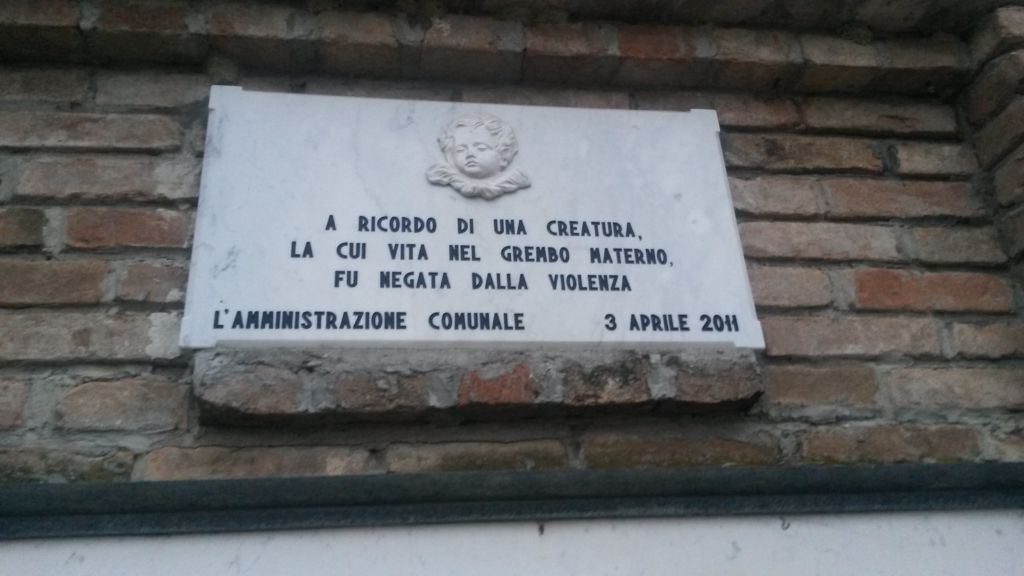 A RICORDO DI UNA CREATURA,
LA CUI VITA NEL GREMBO MATERNO,
FU NEGATA DALLA VIOLENZA
L'AMMINISTRAZIONE COMUNALE 3 APRILE 2011